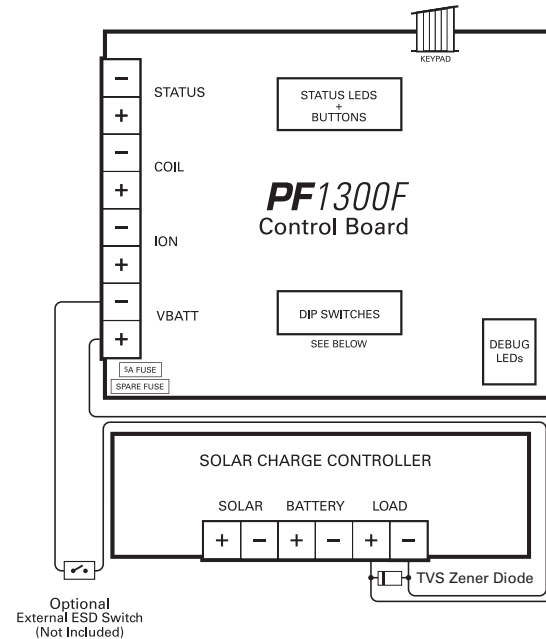 KEYPAD
−
STATUS
+
STATUS LEDS
+
BUTTONS
−
COIL
+
PF1300F
Control Board
−
ION
+
−
VBATT
+
DIP SWITCHES
SEE BELOW
DEBUG
LEDs
5A FUSE
SPARE FUSE
SOLAR CHARGE CONTROLLER
SOLAR BATTERY LOAD
+ − + − + −
TVS Zener Diode
Optional
External ESD Switch
(Not Included)